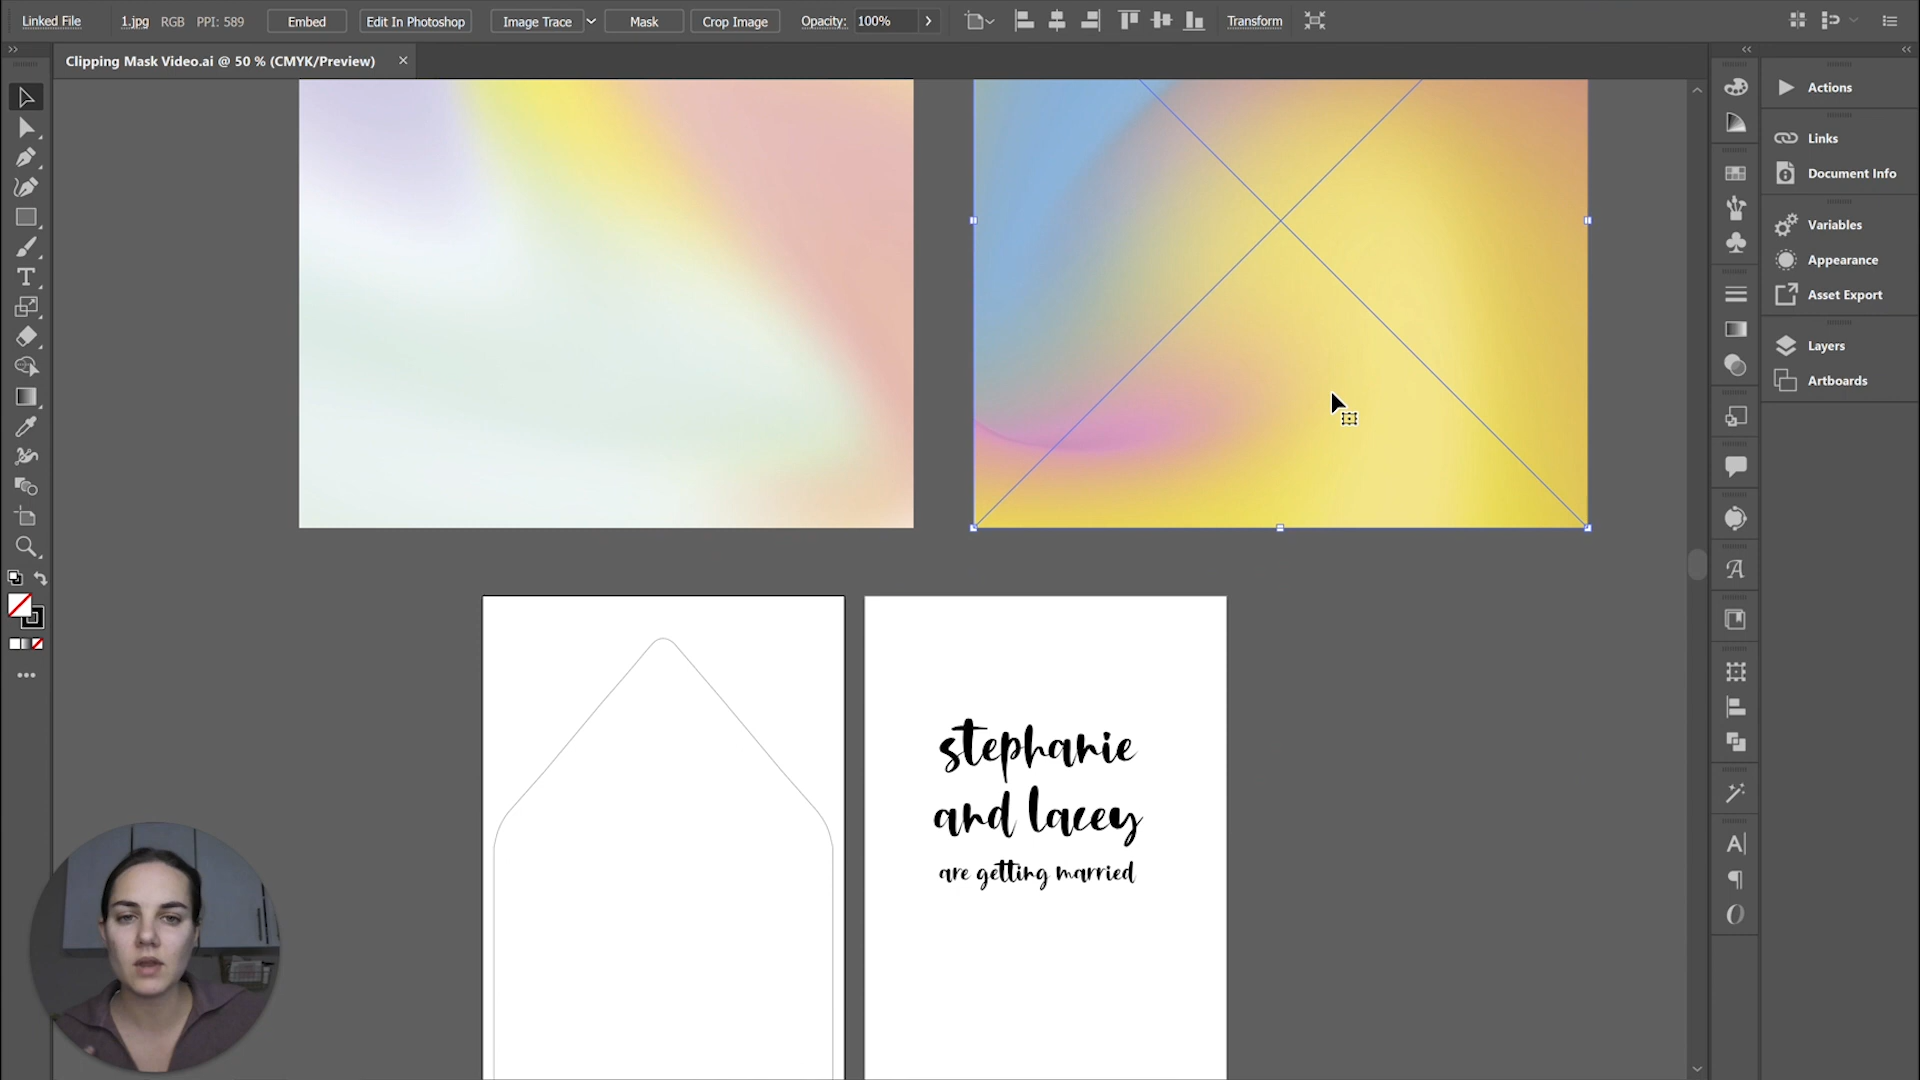 Linked File 1.jpg RGB PPI: 589 Embed Edit In Photoshop Image Trace Mask Crop Image Opacity: 100% Transform
Clipping Mask Video.ai @ 50 % (CMYK/Preview)
Actions
Links
Document Info
Variables
Appearance
Asset Export
Layers
Artboards
stephanie
and lacey
are getting married